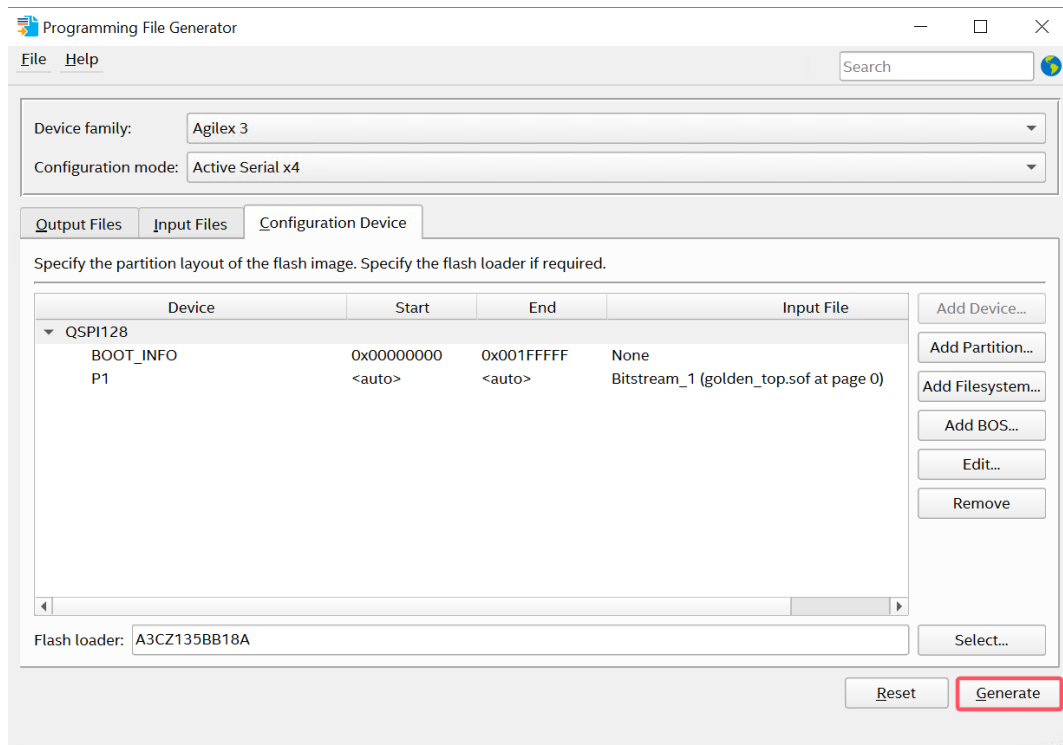 Programming File Generator
File Help
Search
Device family: Agilex 3
Configuration mode: Active Serial x4
Output Files Input Files Configuration Device
Specify the partition layout of the flash image. Specify the flash loader if required.
Device Start End Input File Add Device...
QSPI128
BOOT_INFO 0x00000000 0x001FFFFF None Add Partition...
P1 <auto> <auto> Bitstream_1 (golden_top.sof at page 0)
Add Filesystem...
Add BOS...
Edit...
Remove
Flash loader: A3CZ135BB18A Select...
Reset Generate